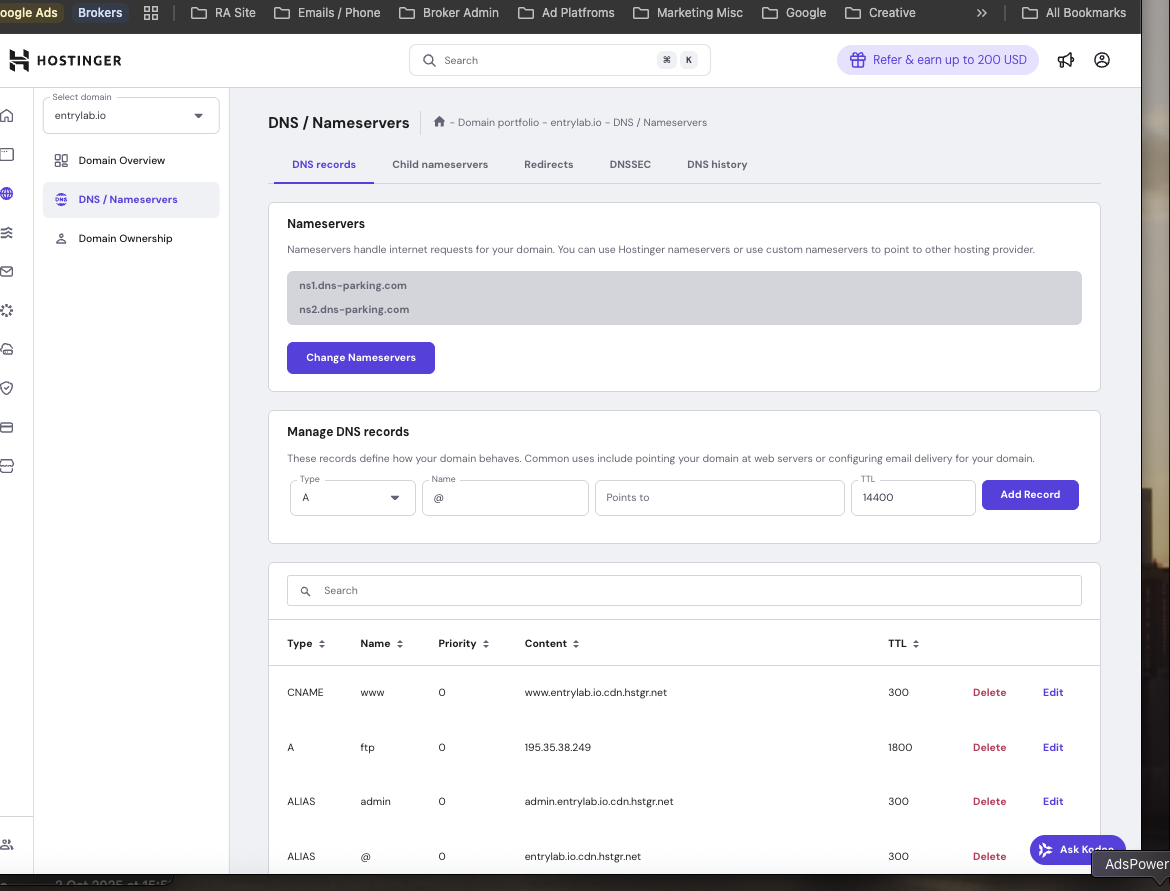 oogle Ads Brokers RA Site Emails / Phone Broker Admin Ad Platfroms Marketing Misc Google Creative » All Bookmarks
HOSTINGER Search ⌘ K Refer & earn up to 200 USD
Select domain
entrylab.io
Domain Overview
DNS DNS / Nameservers
Domain Ownership
DNS / Nameservers - Domain portfolio - entrylab.io - DNS / Nameservers
DNS records Child nameservers Redirects DNSSEC DNS history
Nameservers
Nameservers handle internet requests for your domain. You can use Hostinger nameservers or use custom nameservers to point to other hosting provider.
ns1.dns-parking.com
ns2.dns-parking.com
Change Nameservers
Manage DNS records
These records define how your domain behaves. Common uses include pointing your domain at web servers or configuring email delivery for your domain.
Type Name TTL
A @ Points to 14400 Add Record
Search
Type Name Priority Content TTL
CNAME www 0 www.entrylab.io.cdn.hstgr.net 300 Delete Edit
A ftp 0 195.35.38.249 1800 Delete Edit
ALIAS admin 0 admin.entrylab.io.cdn.hstgr.net 300 Delete Edit
ALIAS @ 0 entrylab.io.cdn.hstgr.net 300 Delete
Ask Kodee
AdsPower